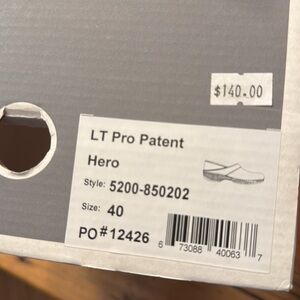 $140.00
LT Pro Patent
Hero
Style: 5200-850202
Size: 40
PO#12426
6 73088 40063 7